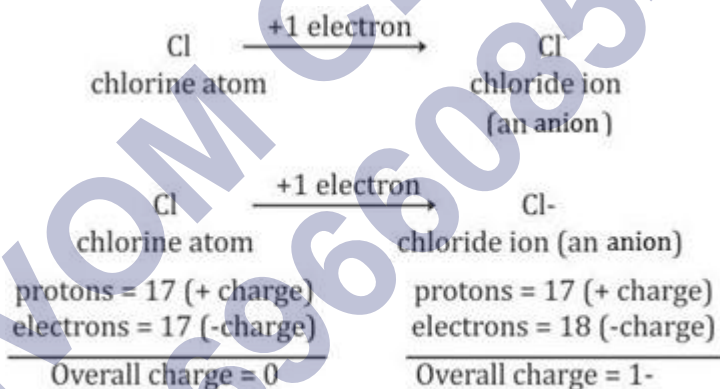 +1 electron
Cl Cl
chlorine atom chloride ion
(an anion)
+1 electron
Cl Cl-
chlorine atom chloride ion (an anion)
protons = 17 (+ charge) protons = 17 (+ charge)
electrons = 17 (-charge) electrons = 18 (-charge)
Overall charge = 0 Overall charge = 1-